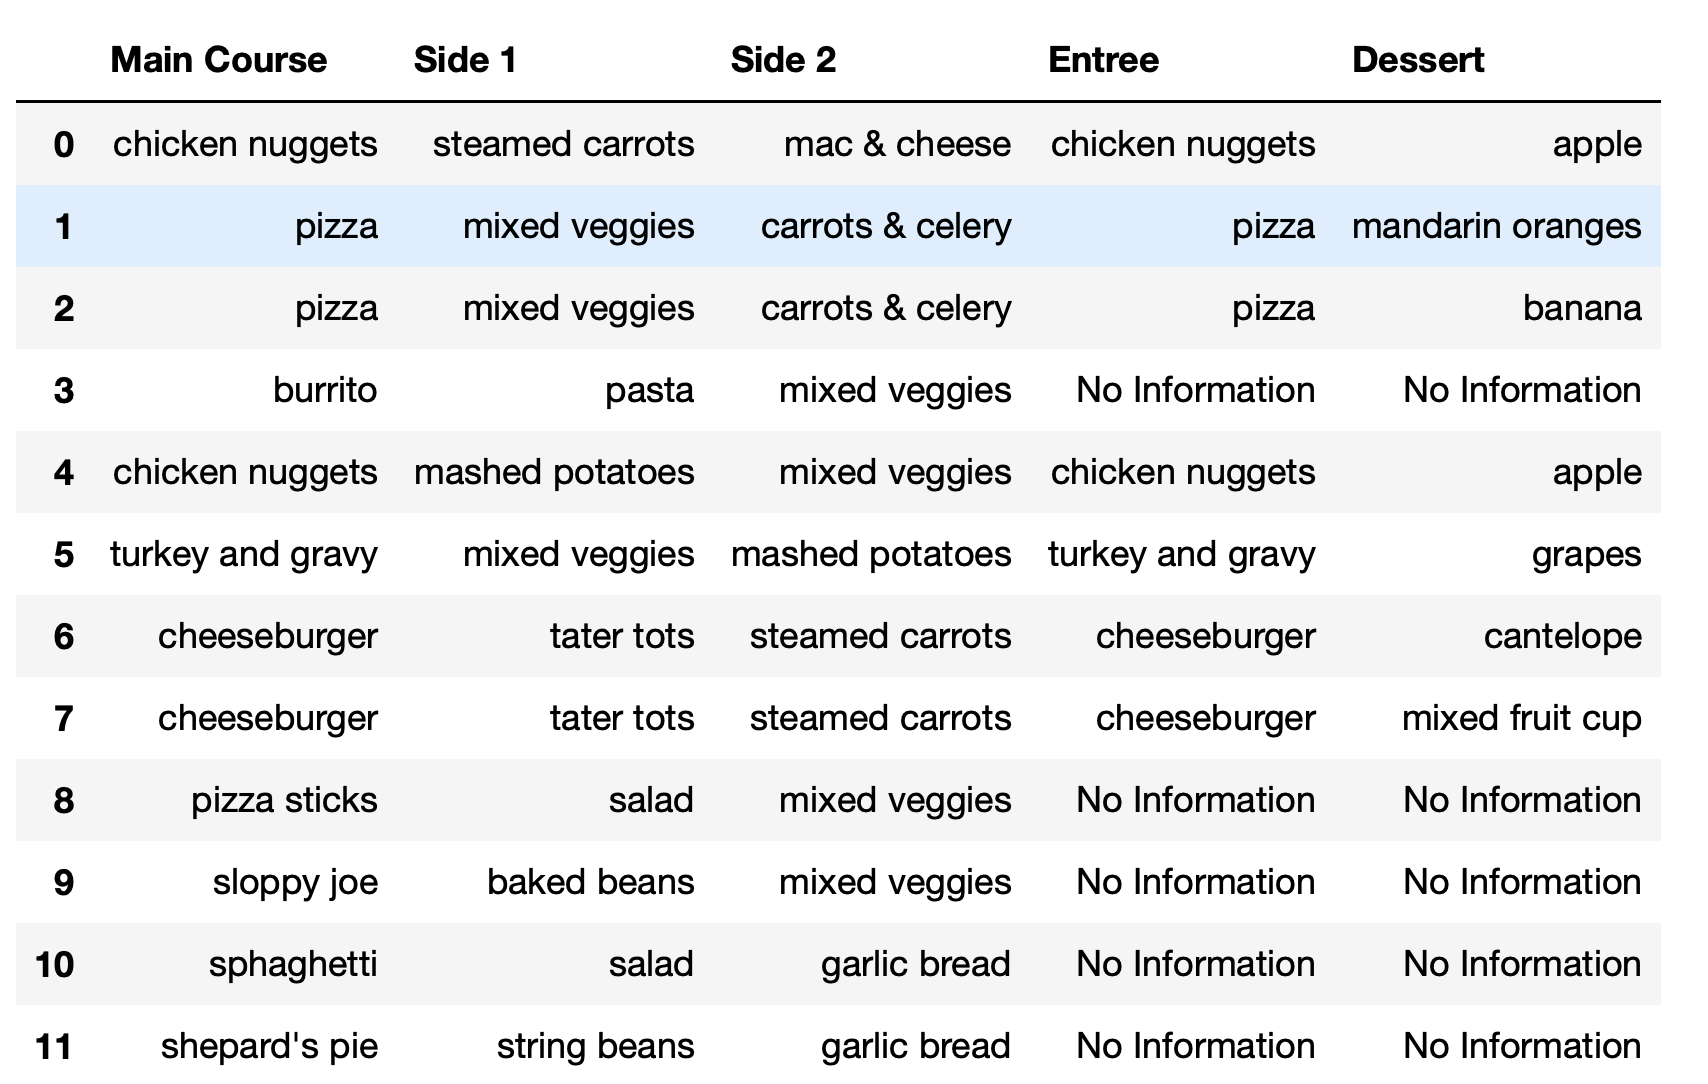 Main Course Side 1 Side 2 Entree Dessert
0 chicken nuggets steamed carrots mac & cheese chicken nuggets apple
1 pizza mixed veggies carrots & celery pizza mandarin oranges
2 pizza mixed veggies carrots & celery pizza banana
3 burrito pasta mixed veggies No Information No Information
4 chicken nuggets mashed potatoes mixed veggies chicken nuggets apple
5 turkey and gravy mixed veggies mashed potatoes turkey and gravy grapes
6 cheeseburger tater tots steamed carrots cheeseburger cantelope
7 cheeseburger tater tots steamed carrots cheeseburger mixed fruit cup
8 pizza sticks salad mixed veggies No Information No Information
9 sloppy joe baked beans mixed veggies No Information No Information
10 sphaghetti salad garlic bread No Information No Information
11 shepard's pie string beans garlic bread No Information No Information